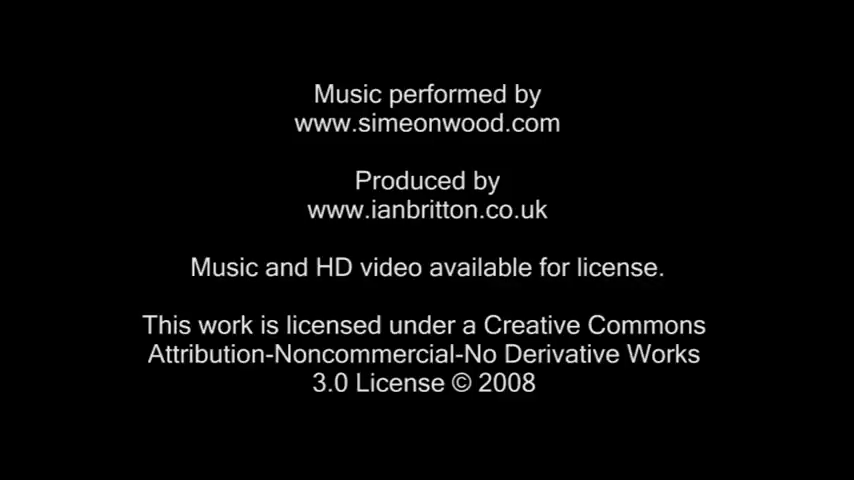 Music performed by
www.simeonwood.com
Produced by
www.ianbritton.co.uk
Music and HD video available for license.
This work is licensed under a Creative Commons
Attribution-Noncommercial-No Derivative Works
3.0 License © 2008